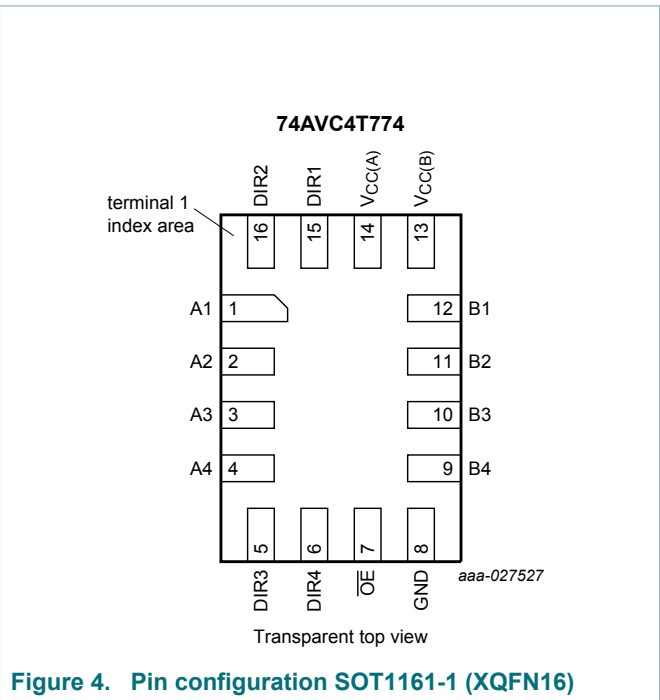 74AVC4T774
DIR2
DIR1
VCC(A)
VCC(B)
terminal 1
index area
16
15
14
13
A1 1
12 B1
A2 2
11 B2
A3 3
10 B3
A4 4
9 B4
5
6
7
8
DIR3
DIR4
O̅E̅
GND
aaa-027527
Transparent top view
Figure 4. Pin configuration SOT1161-1 (XQFN16)